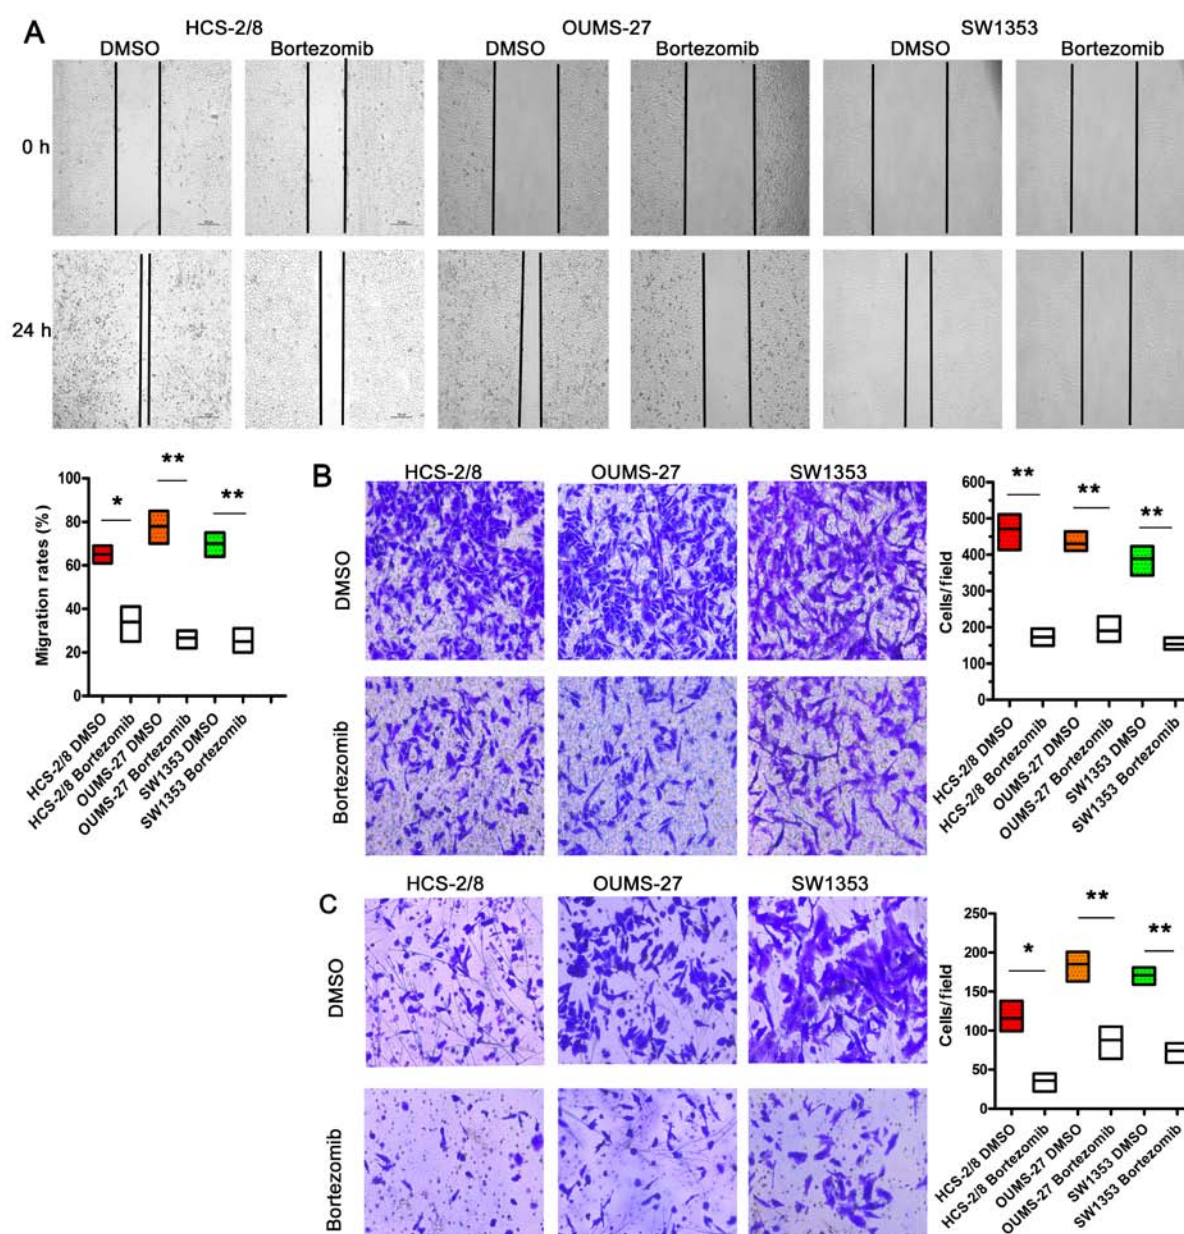 A
HCS-2/8 OUMS-27 SW1353
DMSO Bortezomib DMSO Bortezomib DMSO Bortezomib
0 h
24 h
Migration rates (%)
100
80
60
40
20
0
* ** **
HCS-2/8 DMSO
HCS-2/8 Bortezomib
OUMS-27 DMSO
OUMS-27 Bortezomib
SW1353 DMSO
SW1353 Bortezomib
B
HCS-2/8 OUMS-27 SW1353
DMSO
Bortezomib
Cells/field
600
500
400
300
200
100
0
** ** **
HCS-2/8 DMSO
HCS-2/8 Bortezomib
OUMS-27 DMSO
OUMS-27 Bortezomib
SW1353 DMSO
SW1353 Bortezomib
C
HCS-2/8 OUMS-27 SW1353
DMSO
Bortezomib
Cells/field
250
200
150
100
50
0
* ** **
HCS-2/8 DMSO
HCS-2/8 Bortezomib
OUMS-27 DMSO
OUMS-27 Bortezomib
SW1353 DMSO
SW1353 Bortezomib